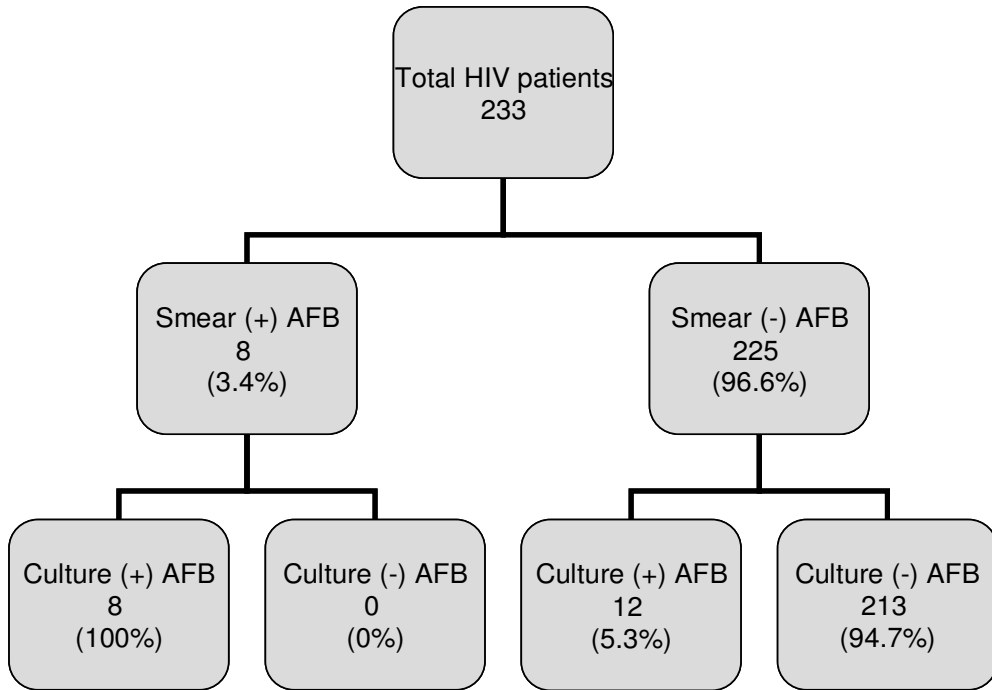 Total HIV patients
233
Smear (+) AFB
8
(3.4%)
Smear (-) AFB
225
(96.6%)
Culture (+) AFB
8
(100%)
Culture (-) AFB
0
(0%)
Culture (+) AFB
12
(5.3%)
Culture (-) AFB
213
(94.7%)